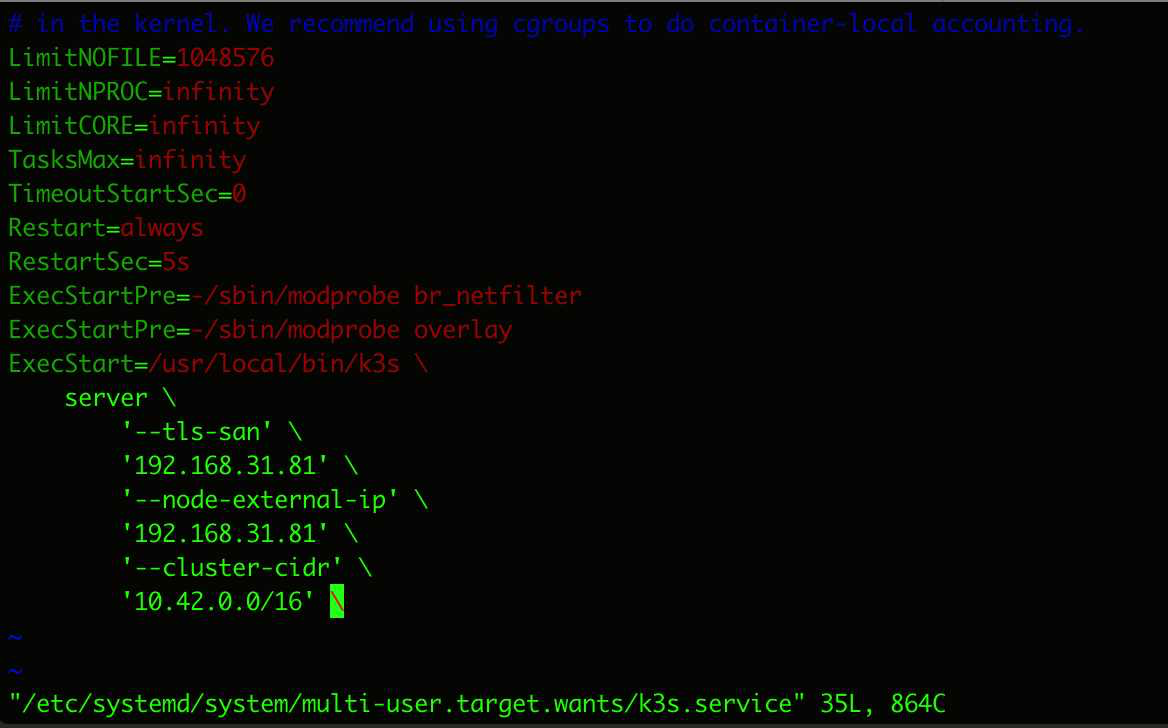 # in the kernel. We recommend using cgroups to do container-local accounting.
LimitNOFILE=1048576
LimitNPROC=infinity
LimitCORE=infinity
TasksMax=infinity
TimeoutStartSec=0
Restart=always
RestartSec=5s
ExecStartPre=-/sbin/modprobe br_netfilter
ExecStartPre=-/sbin/modprobe overlay
ExecStart=/usr/local/bin/k3s \
    server \
        '--tls-san' \
        '192.168.31.81' \
        '--node-external-ip' \
        '192.168.31.81' \
        '--cluster-cidr' \
        '10.42.0.0/16' \
~
~
"/etc/systemd/system/multi-user.target.wants/k3s.service" 35L, 864C